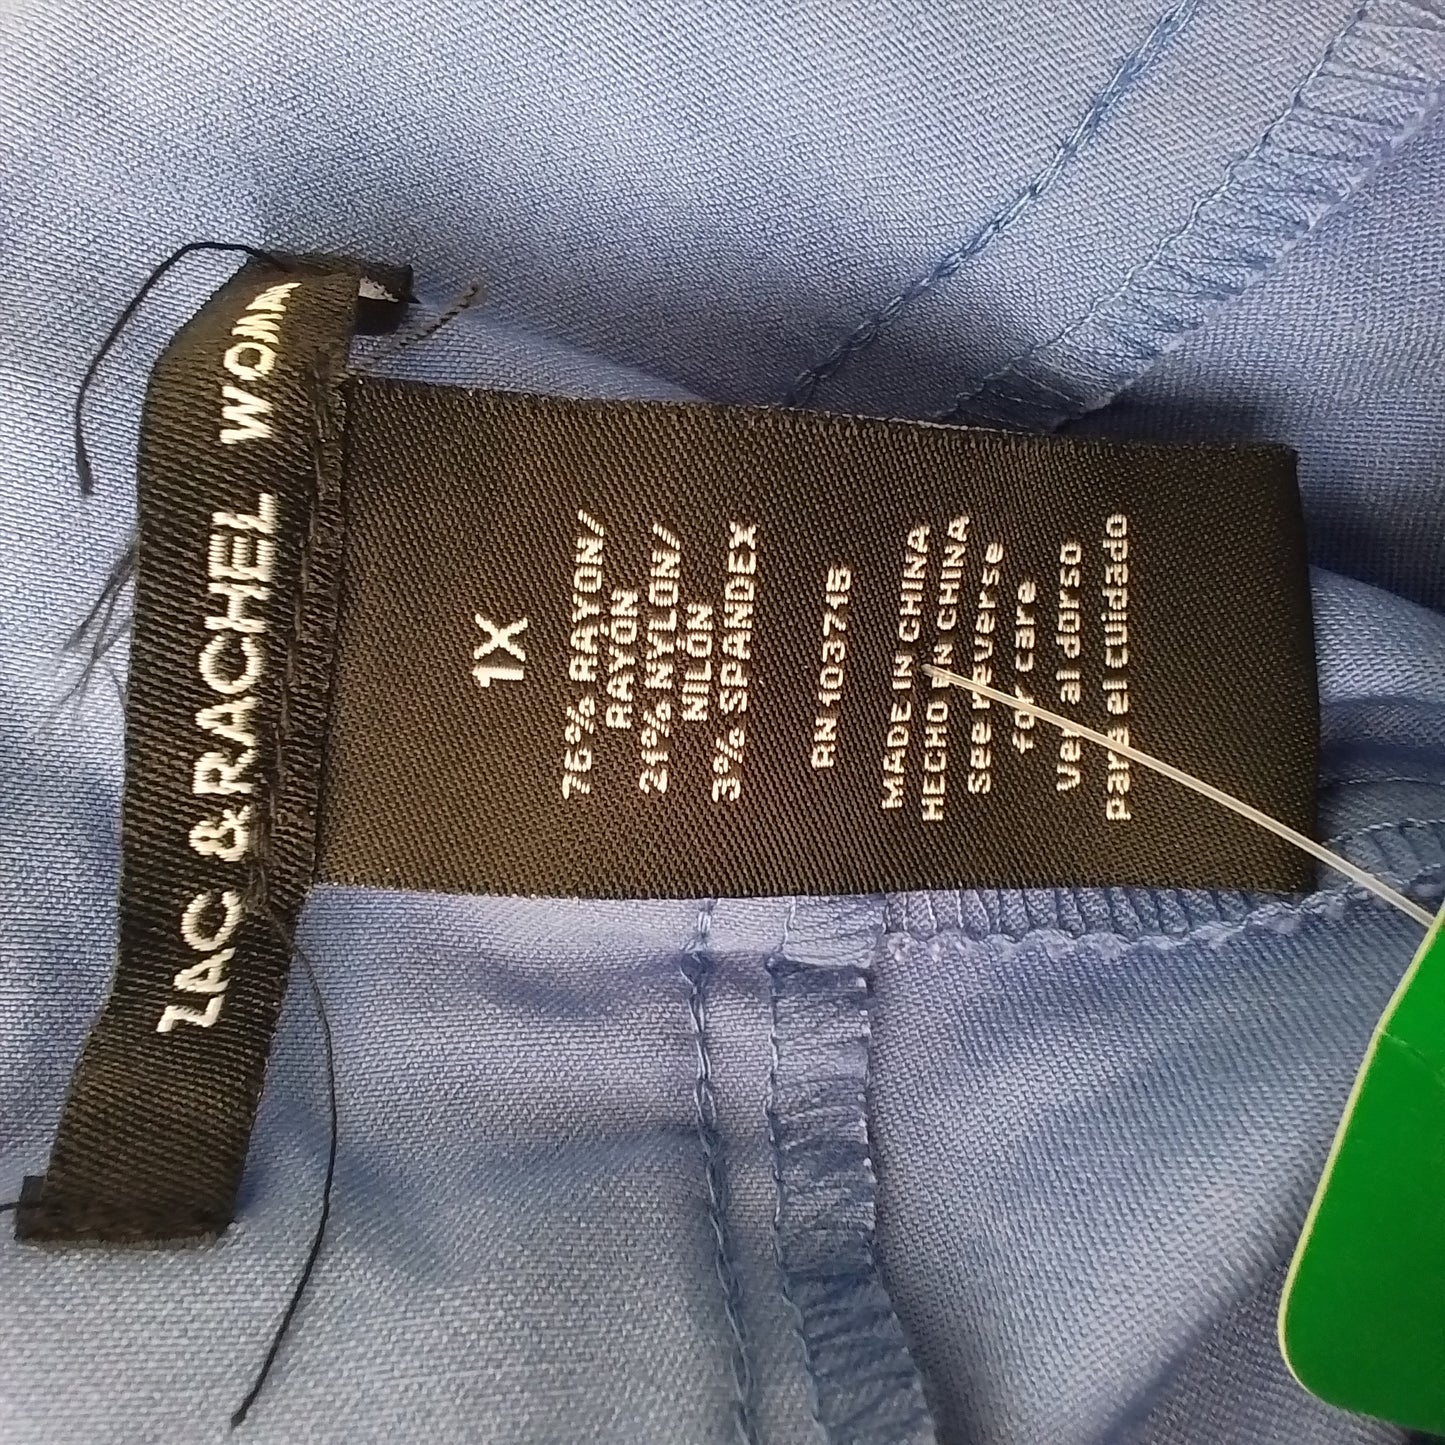 ZAC & RACHEL WOMA
1X
76% RAYON/
RAYÓN
21% NYLON/
NILÓN
3% SPANDEX
RN 103715
MADE IN CHINA
HECHO IN CHINA
See reverse
for care
Ver al dorso
para el cuidado